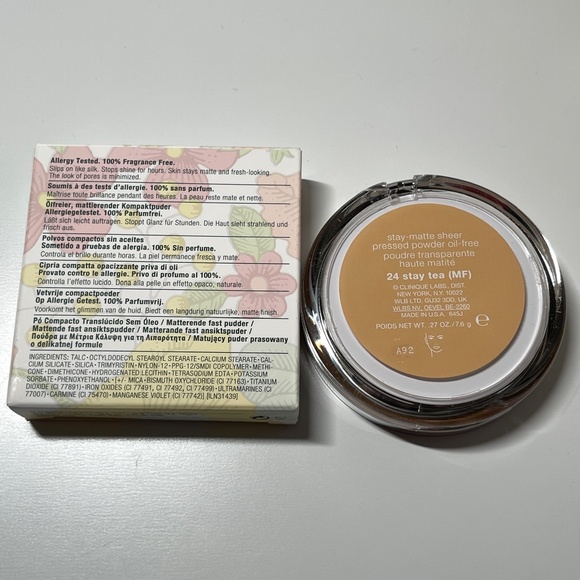 Allergy Tested. 100% Fragrance Free.
Slips on like silk. Stops shine for hours. Skin stays matte and fresh-looking.
The look of pores is minimized.
Soumis à des tests d'allergie. 100% sans parfum.
Maîtrise toute brillance pendant des heures. La peau reste mate et nette.
Ölfreier, mattierender Kompaktpuder
Allergiegetestet. 100% Parfumfrei.
Läßt sich leicht auftragen. Stoppt Glanz für Stunden. Die Haut sieht strahlend und
frisch aus.
Polvos compactos sin aceites
Sometido a pruebas de alergia. 100% Sin perfume.
Controla el brillo durante horas. La piel permanece fresca y mate.
Cipria compatta opacizzante priva di oli
Provato contro le allergie. Priva di profumo al 100%.
Controlla le zone lucide. Dona alla pelle un effetto opaco, naturale
Vetvrije compactpoeder
Op Allergie Getest. 100% Parfumvrij.
Voorkomt het glimmen van de huid. Biedt een langdurig natuurlijke, matte finish.
Pó Compacto Translúcido Sem Óleo / Matterende fast pudder /
Mattende fast ansiktspudder / Matterande fast ansiktspuder /
Πούδρα με Μέτρια Κάλυψη για τη Λιπαρότητα / Matujący puder prasowany
o delikatnej formule
INGREDIENTS: TALC • OCTYLDODECYL STEAROYL STEARATE • CALCIUM STEARATE • CAL-
CIUM SILICATE • SILICA • TRIMYRISTIN • NYLON-12 • PPG-12/SMDI COPOLYMER • METHI-
CONE • DIMETHICONE • HYDROGENATED LECITHIN • TETRASODIUM EDTA • POTASSIUM
SORBATE • PHENOXYETHANOL • [+/- MICA • BISMUTH OXYCHLORIDE (CI 77163) • TITANIUM
DIOXIDE (CI 77891) • IRON OXIDES (CI 77491, CI 77492, CI 77499) • ULTRAMARINES (CI
77007) • CARMINE (CI 75470) • MANGANESE VIOLET (CI 77742)] [ILN31439]
stay-matte sheer
pressed powder oil-free
poudre transparente
haute matité
24 stay tea (MF)
© CLINIQUE LABS., DIST.
NEW YORK, N.Y. 10022
WLB LTD, GU32 3DD, UK
WLBS NV, OEVEL BE-2260
MADE IN U.S.A. 64SJ
POIDS NET WT. .27 OZ./7.6 g e
A92